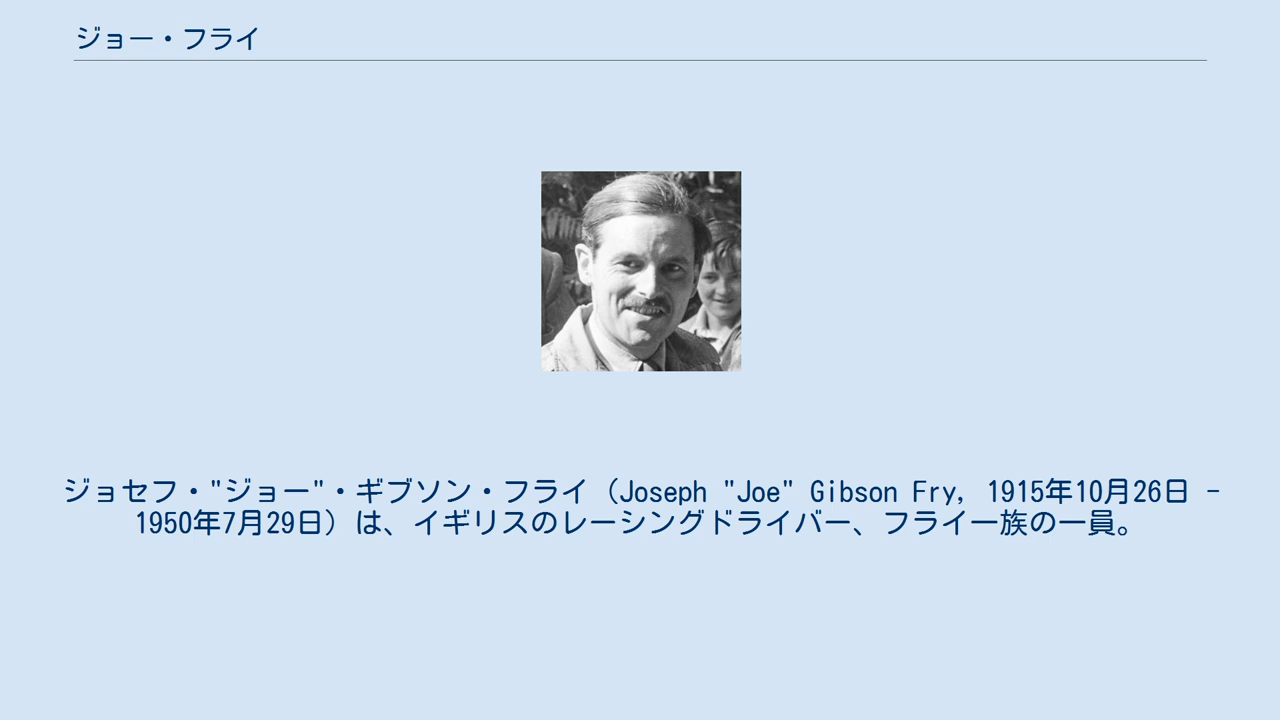 ジョー・フライ
ジョセフ・"ジョー"・ギブソン・フライ（Joseph "Joe" Gibson Fry, 1915年10月26日 -
1950年7月29日）は、イギリスのレーシングドライバー、フライ一族の一員。